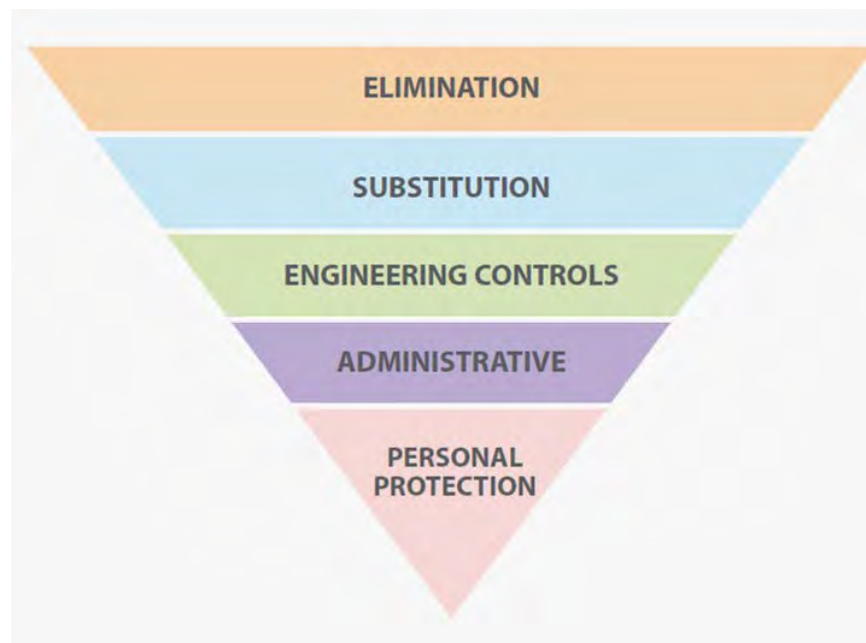 ELIMINATION
SUBSTITUTION
ENGINEERING CONTROLS
ADMINISTRATIVE
PERSONAL
PROTECTION